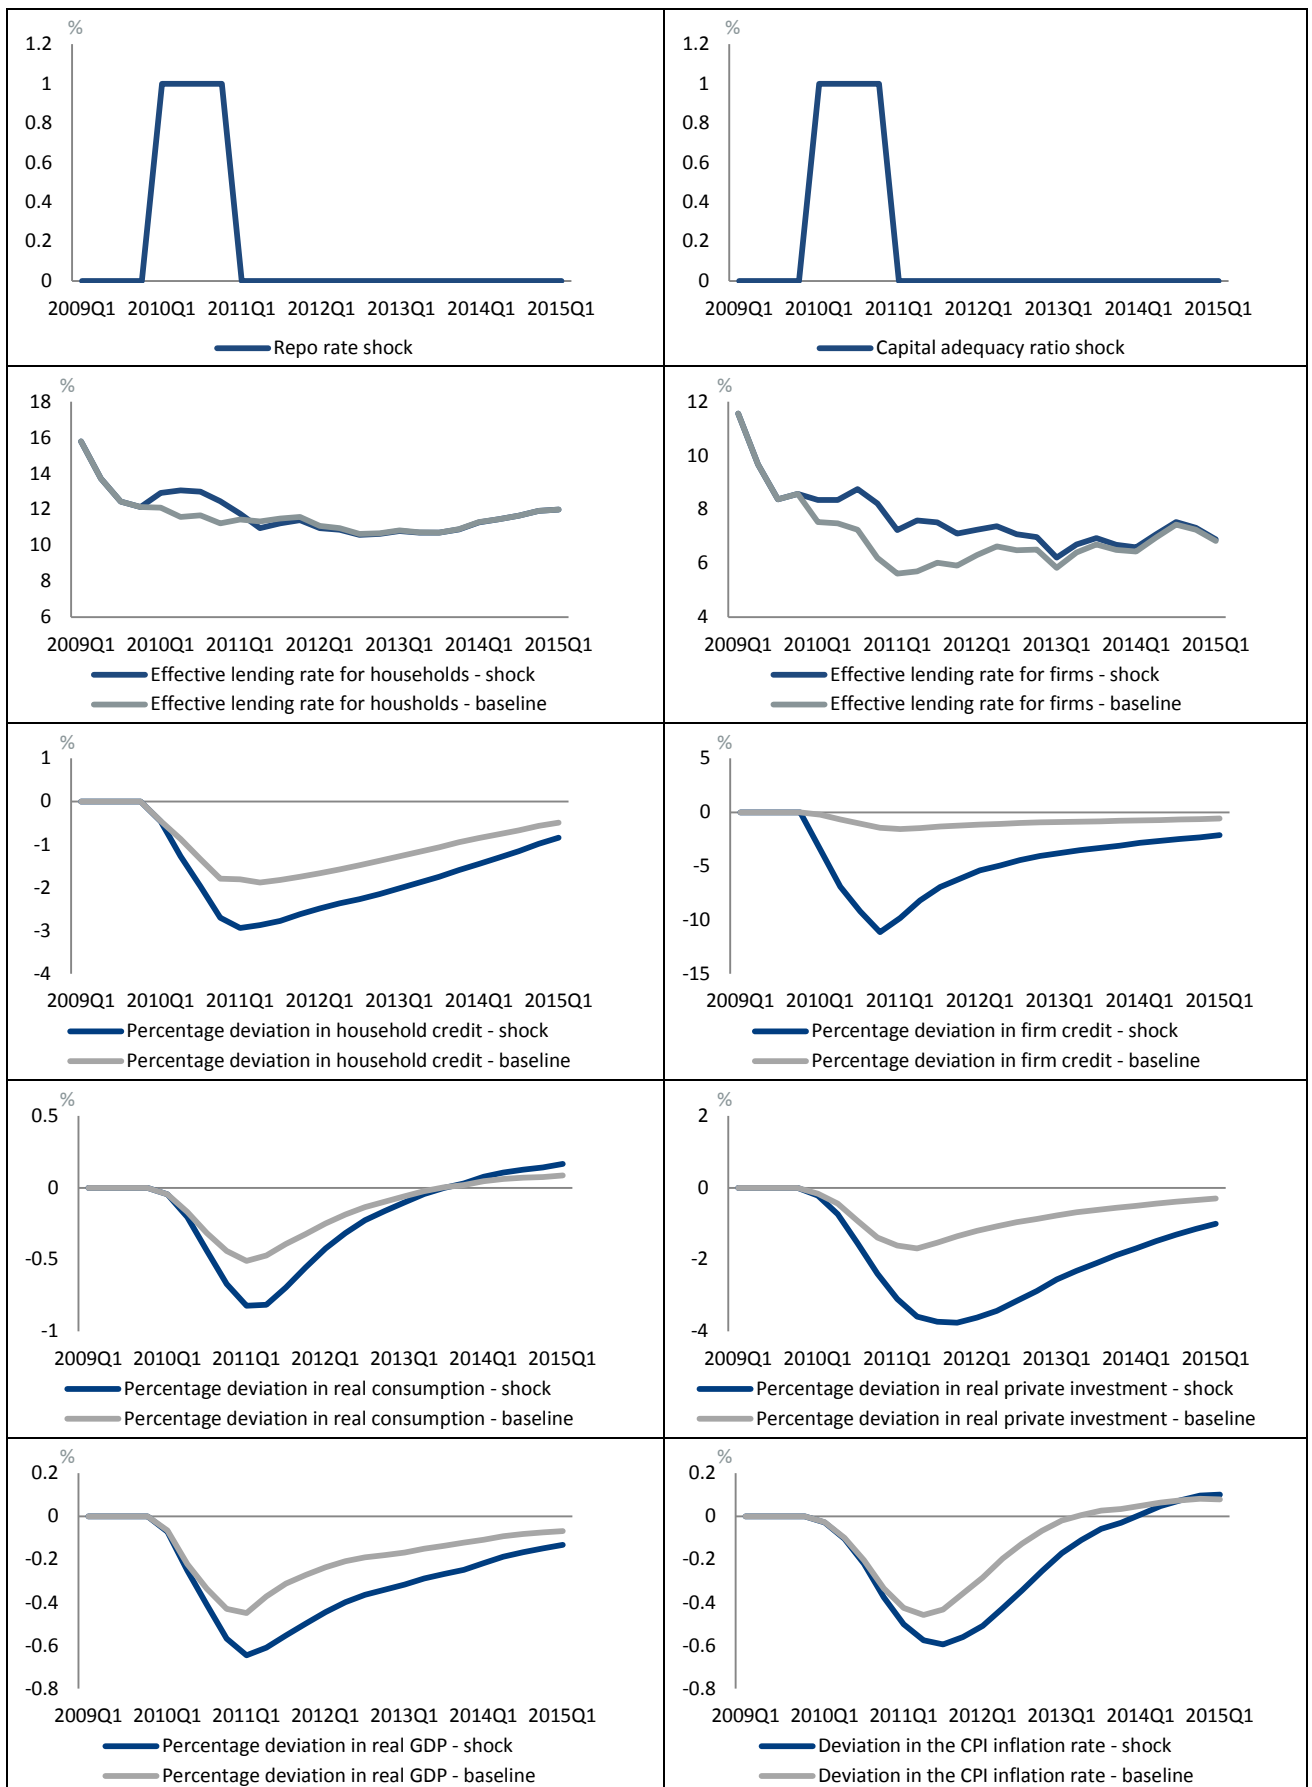 %
1.2
1
0.8
0.6
0.4
0.2
0
2009Q1 2010Q1 2011Q1 2012Q1 2013Q1 2014Q1 2015Q1
Repo rate shock
%
1.2
1
0.8
0.6
0.4
0.2
0
2009Q1 2010Q1 2011Q1 2012Q1 2013Q1 2014Q1 2015Q1
Capital adequacy ratio shock
%
18
16
14
12
10
8
6
2009Q1 2010Q1 2011Q1 2012Q1 2013Q1 2014Q1 2015Q1
Effective lending rate for households - shock
Effective lending rate for housholds - baseline
%
12
10
8
6
4
2009Q1 2010Q1 2011Q1 2012Q1 2013Q1 2014Q1 2015Q1
Effective lending rate for firms - shock
Effective lending rate for firms - baseline
%
1
0
-1
-2
-3
-4
2009Q1 2010Q1 2011Q1 2012Q1 2013Q1 2014Q1 2015Q1
Percentage deviation in household credit - shock
Percentage deviation in household credit - baseline
%
5
0
-5
-10
-15
2009Q1 2010Q1 2011Q1 2012Q1 2013Q1 2014Q1 2015Q1
Percentage deviation in firm credit - shock
Percentage deviation in firm credit - baseline
%
0.5
0
-0.5
-1
2009Q1 2010Q1 2011Q1 2012Q1 2013Q1 2014Q1 2015Q1
Percentage deviation in real consumption - shock
Percentage deviation in real consumption - baseline
%
2
0
-2
-4
2009Q1 2010Q1 2011Q1 2012Q1 2013Q1 2014Q1 2015Q1
Percentage deviation in real private investment - shock
Percentage deviation in real private investment - baseline
%
0.2
0
-0.2
-0.4
-0.6
-0.8
2009Q1 2010Q1 2011Q1 2012Q1 2013Q1 2014Q1 2015Q1
Percentage deviation in real GDP - shock
Percentage deviation in real GDP - baseline
%
0.2
0
-0.2
-0.4
-0.6
-0.8
2009Q1 2010Q1 2011Q1 2012Q1 2013Q1 2014Q1 2015Q1
Deviation in the CPI inflation rate - shock
Deviation in the CPI inflation rate - baseline